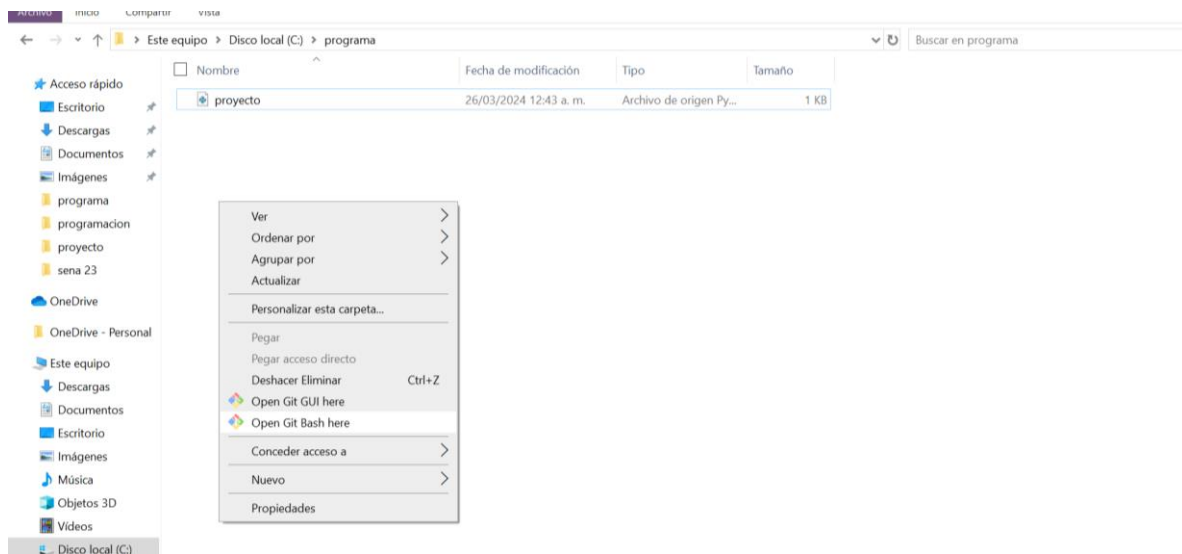 Archivo Inicio Compartir Vista
Este equipo > Disco local (C:) > programa
Buscar en programa
Nombre Fecha de modificación Tipo Tamaño
proyecto 26/03/2024 12:43 a. m. Archivo de origen Py... 1 KB
Acceso rápido
Escritorio
Descargas
Documentos
Imágenes
programa
programacion
proyecto
sena 23
OneDrive
OneDrive - Personal
Este equipo
Descargas
Documentos
Escritorio
Imágenes
Música
Objetos 3D
Vídeos
Disco local (C:)
Ver
Ordenar por
Agrupar por
Actualizar
Personalizar esta carpeta...
Pegar
Pegar acceso directo
Deshacer Eliminar Ctrl+Z
Open Git GUI here
Open Git Bash here
Conceder acceso a
Nuevo
Propiedades